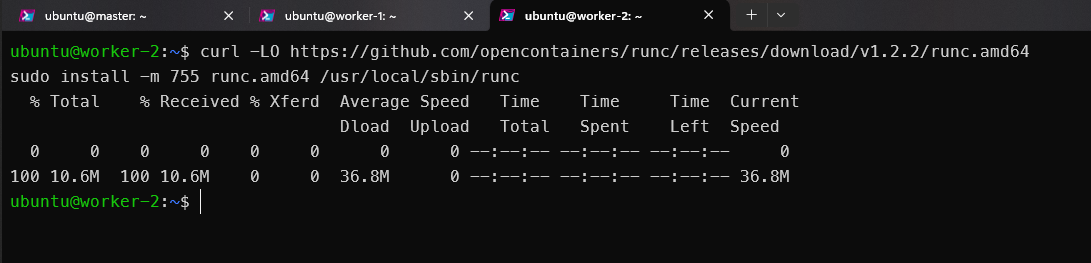 ubuntu@master: ~ ubuntu@worker-1: ~ ubuntu@worker-2: ~
ubuntu@worker-2:~$ curl -LO https://github.com/opencontainers/runc/releases/download/v1.2.2/runc.amd64
sudo install -m 755 runc.amd64 /usr/local/sbin/runc
  % Total    % Received % Xferd  Average Speed   Time    Time     Time  Current
                                 Dload  Upload   Total   Spent    Left  Speed
  0     0    0     0    0     0      0      0 --:--:-- --:--:-- --:--:--     0
100 10.6M  100 10.6M    0     0  36.8M      0 --:--:-- --:--:-- --:--:-- 36.8M
ubuntu@worker-2:~$